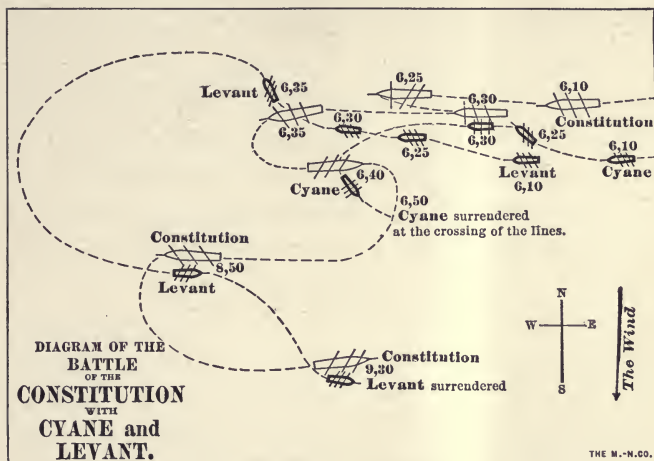 6,25
6,10
Levant 6,35
6,30
Constitution
6,35
6,30
6,30
6,25
6,10
6,25
Levant
6,10
Cyane
6,40
Cyane
6,50
Cyane surrendered
at the crossing of the lines.
Constitution
8,50
Levant
N
W E
S
The Wind
Constitution
9,30
Levant surrendered
DIAGRAM OF THE
BATTLE
OF THE
CONSTITUTION
WITH
CYANE and
LEVANT.
THE M.-N.CO.